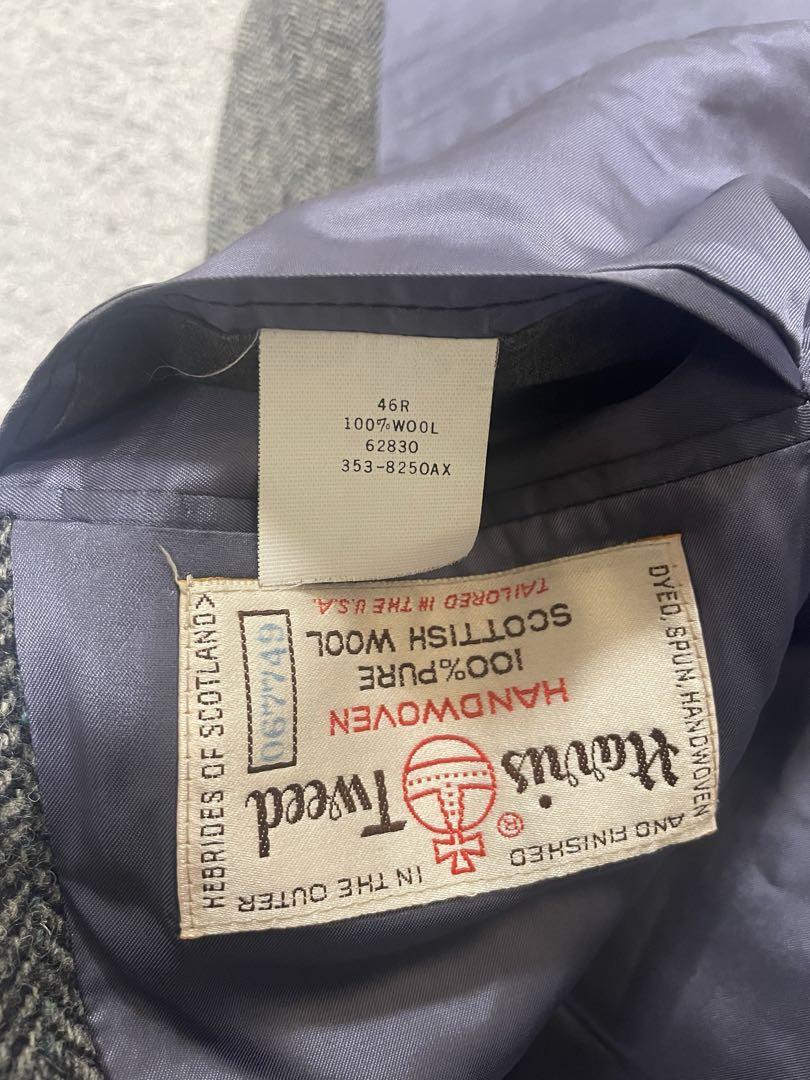 46R
100% WOOL
62830
353-8250AX
DYED, SPUN, HANDWOVEN
AND FINISHED
IN THE OUTER
HEBRIDES OF SCOTLAND>
Harris Tweed
®
HANDWOVEN
100% PURE
SCOTTISH WOOL
TAILORED IN THE U.S.A.
067749